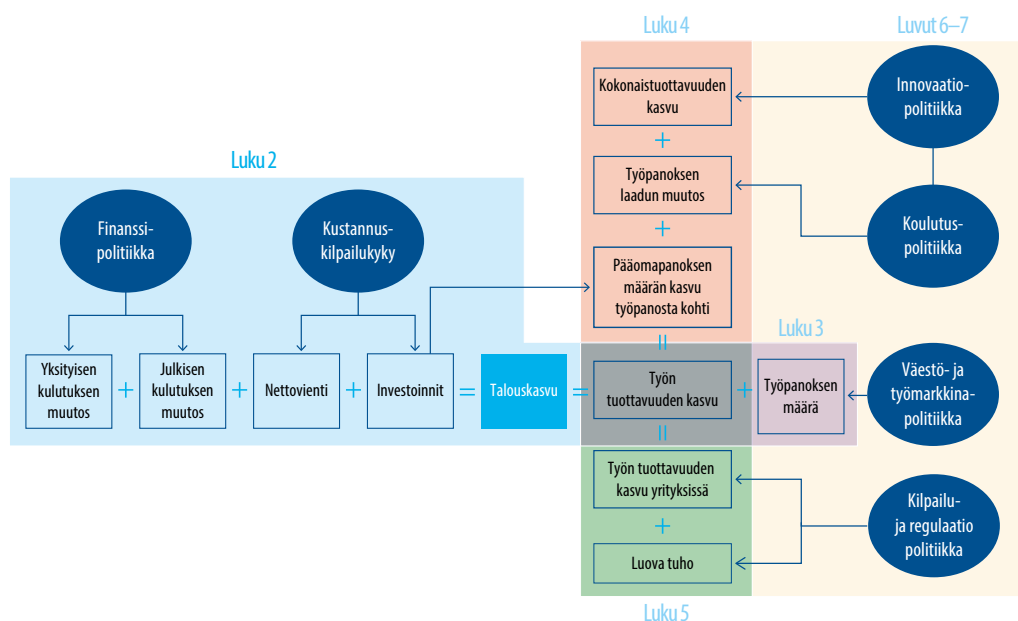 Luku 4
Luvut 6–7
Kokonaistuottavuuden
kasvu
Innovaatio-
politiikka
+
Luku 2
Työpanoksen
laadun muutos
Finanssi-
politiikka
Kustannus-
kilpailukyky
+
Koulutus-
politiikka
Pääomapanoksen
määrän kasvu
työpanosta kohti
Luku 3
=
Yksityisen
kulutuksen
muutos
+
Julkisen
kulutuksen
muutos
+
Nettovienti
+
Investoinnit
=
Talouskasvu
=
Työn
tuottavuuden kasvu
+
Työpanoksen
määrä
Väestö- ja
työmarkkina-
politiikka
=
Työn tuottavuuden
kasvu yrityksissä
+
Luova tuho
Kilpailu-
ja regulaatio
politiikka
Luku 5